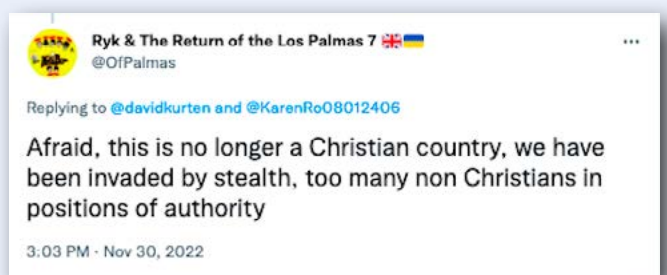 Ryk & The Return of the Los Palmas 7 🇬🇧🇺🇦
@OfPalmas
Replying to @davidkurten and @KarenRo08012406
Afraid, this is no longer a Christian country, we have
been invaded by stealth, too many non Christians in
positions of authority
3:03 PM · Nov 30, 2022